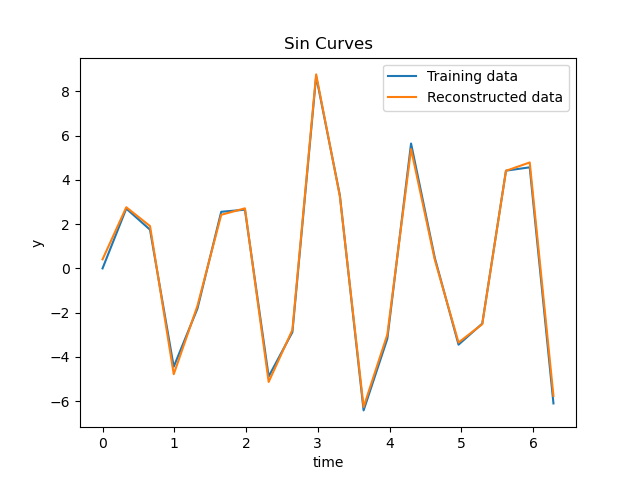 Sin Curves
Training data
Reconstructed data
8
6
4
2
0
−2
−4
−6
y
0 1 2 3 4 5 6
time